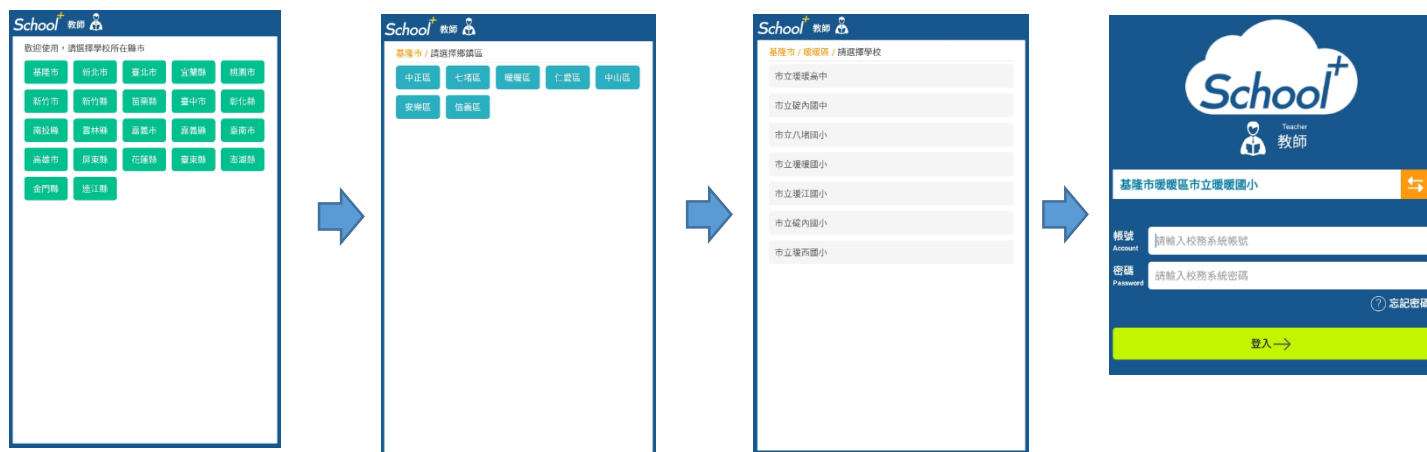 School+ 教師
歡迎使用，請選擇學校所在縣市
基隆市 新北市 臺北市 宜蘭縣 桃園市
新竹市 新竹縣 苗栗縣 臺中市 彰化縣
南投縣 雲林縣 嘉義市 嘉義縣 臺南市
高雄市 屏東縣 花蓮縣 臺東縣 澎湖縣
金門縣 連江縣
School+ 教師
基隆市 / 請選擇鄉鎮區
中正區 七堵區 暖暖區 仁愛區 中山區
安樂區 信義區
School+ 教師
基隆市 / 暖暖區 / 請選擇學校
市立暖暖高中
市立碇內國中
市立八堵國小
市立暖暖國小
市立暖江國小
市立碇內國小
市立暖西國小
School+
Teacher
教師
基隆市暖暖區市立暖暖國小
帳號
Account
請輸入校務系統帳號
密碼
Password
請輸入校務系統密碼
? 忘記密碼
登入→